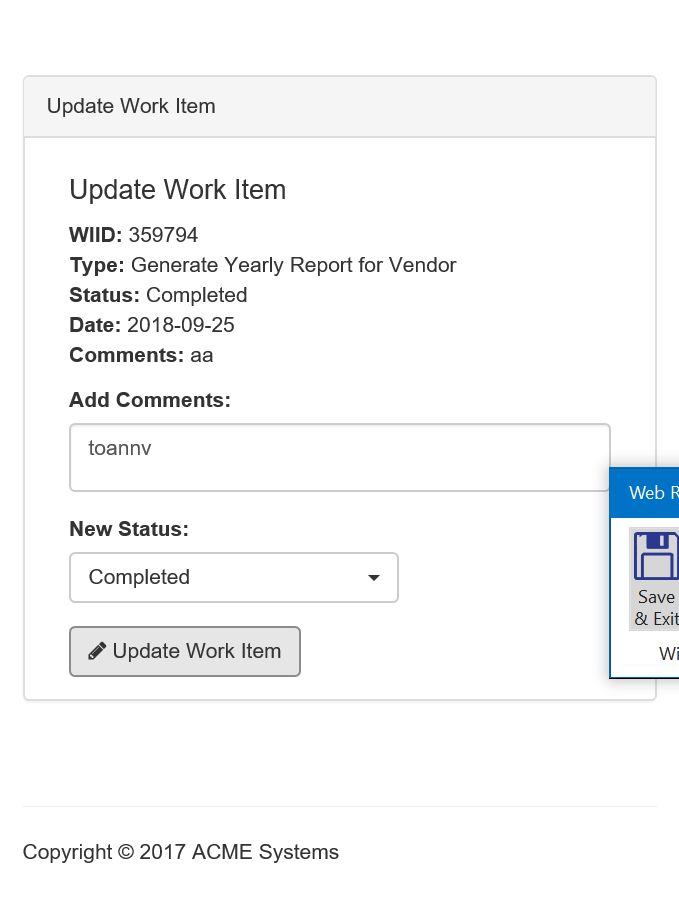 Update Work Item
Update Work Item
WIID: 359794
Type: Generate Yearly Report for Vendor
Status: Completed
Date: 2018-09-25
Comments: aa
Add Comments:
toannv
Web R
New Status:
Completed
Save
& Exit
Update Work Item
Wi
Copyright © 2017 ACME Systems